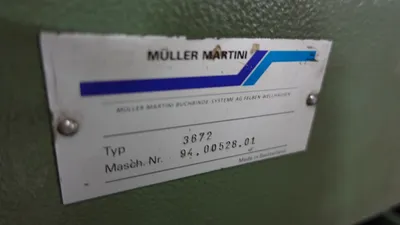 MÜLLER MARTINI
MÜLLER MARTINI BUCHBINDE-SYSTEME AG FELBEN-WELLHAUSEN
Typ 3672
Masch. Nr. 94.00528.01
Made in Switzerland